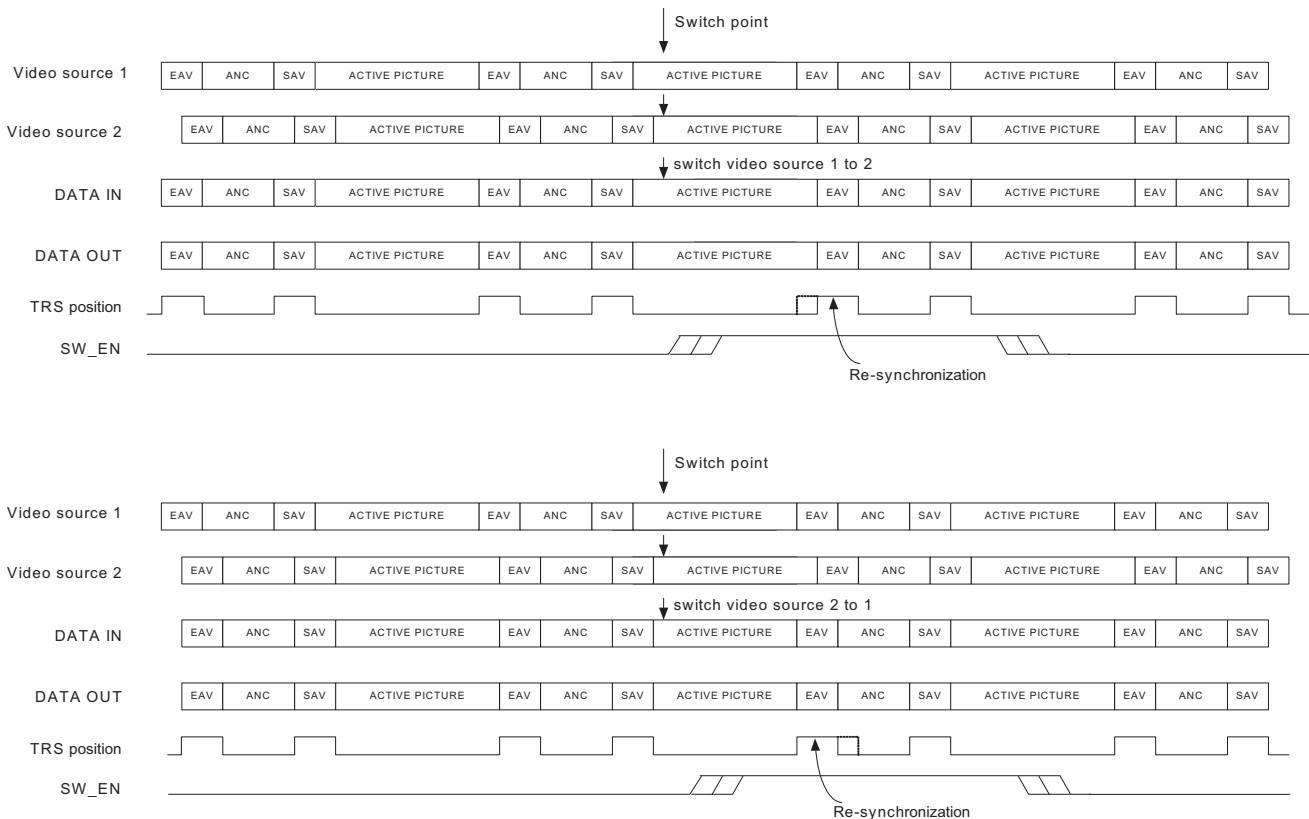 Switch point
Video source 1 EAV ANC SAV ACTIVE PICTURE EAV ANC SAV ACTIVE PICTURE EAV ANC SAV ACTIVE PICTURE EAV ANC SAV
Video source 2 EAV ANC SAV ACTIVE PICTURE EAV ANC SAV ACTIVE PICTURE EAV ANC SAV ACTIVE PICTURE EAV ANC SAV
switch video source 1 to 2
DATA IN EAV ANC SAV ACTIVE PICTURE EAV ANC SAV ACTIVE PICTURE EAV ANC SAV ACTIVE PICTURE EAV ANC SAV
DATA OUT EAV ANC SAV ACTIVE PICTURE EAV ANC SAV ACTIVE PICTURE EAV ANC SAV ACTIVE PICTURE EAV ANC SAV
TRS position
SW_EN
Re-synchronization
Switch point
Video source 1 EAV ANC SAV ACTIVE PICTURE EAV ANC SAV ACTIVE PICTURE EAV ANC SAV ACTIVE PICTURE EAV ANC SAV
Video source 2 EAV ANC SAV ACTIVE PICTURE EAV ANC SAV ACTIVE PICTURE EAV ANC SAV ACTIVE PICTURE EAV ANC SAV
switch video source 2 to 1
DATA IN EAV ANC SAV ACTIVE PICTURE EAV ANC SAV ACTIVE PICTURE EAV ANC SAV ACTIVE PICTURE EAV ANC SAV
DATA OUT EAV ANC SAV ACTIVE PICTURE EAV ANC SAV ACTIVE PICTURE EAV ANC SAV ACTIVE PICTURE EAV ANC SAV
TRS position
SW_EN
Re-synchronization